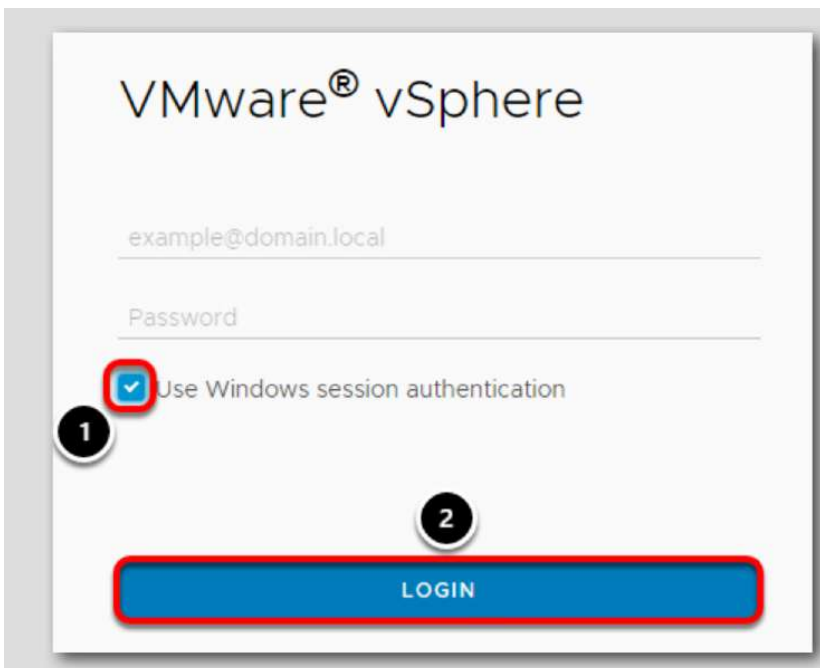 VMware® vSphere
example@domain.local
Password
Use Windows session authentication
1
2
LOGIN